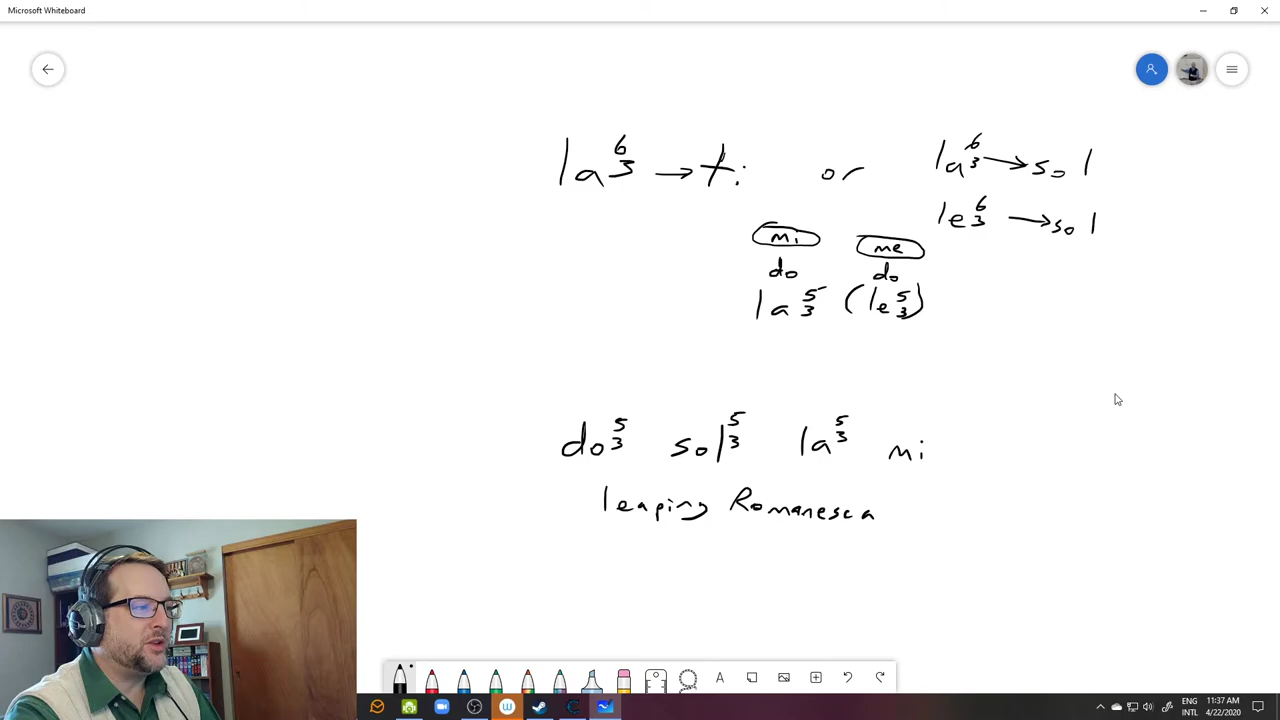 Microsoft Whiteboard
la 6 3 → ti or la 6 3 → sol
le 6 3 → sol
mi me
do do
la 5 3 (le 5 3)
do 5 3 sol 5 3 la 5 3 mi
leaping Romanesca
A
ENG 11:37 AM
INTL 4/22/2020